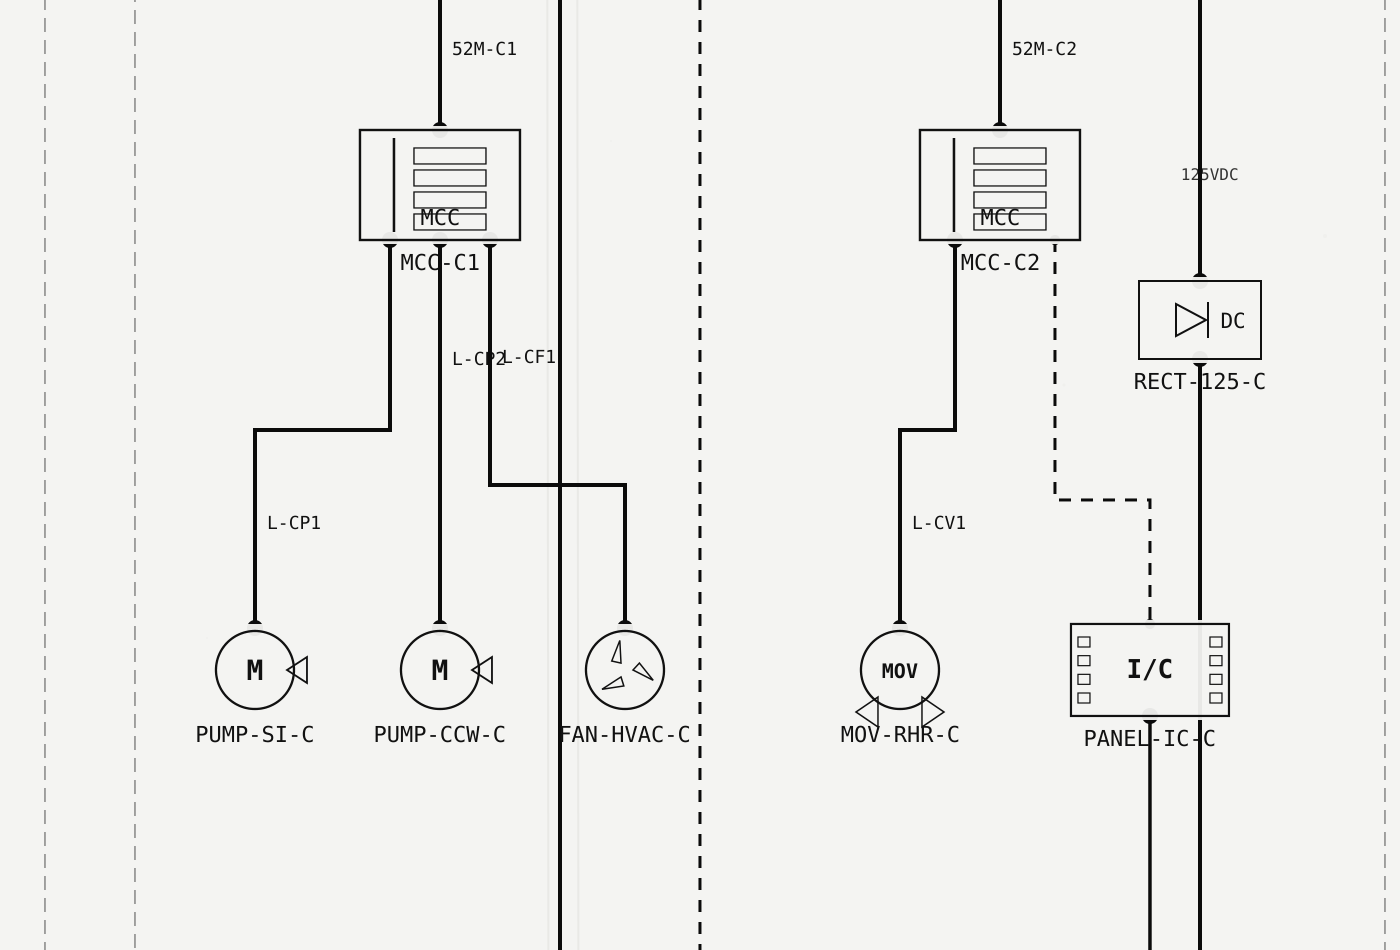 52M-C1
52M-C2
125VDC
MCC
MCC
MCC-C1
MCC-C2
DC
L-CP2
L-CF1
RECT-125-C
L-CP1
L-CV1
M
M
MOV
I/C
PUMP-SI-C
PUMP-CCW-C
FAN-HVAC-C
MOV-RHR-C
PANEL-IC-C